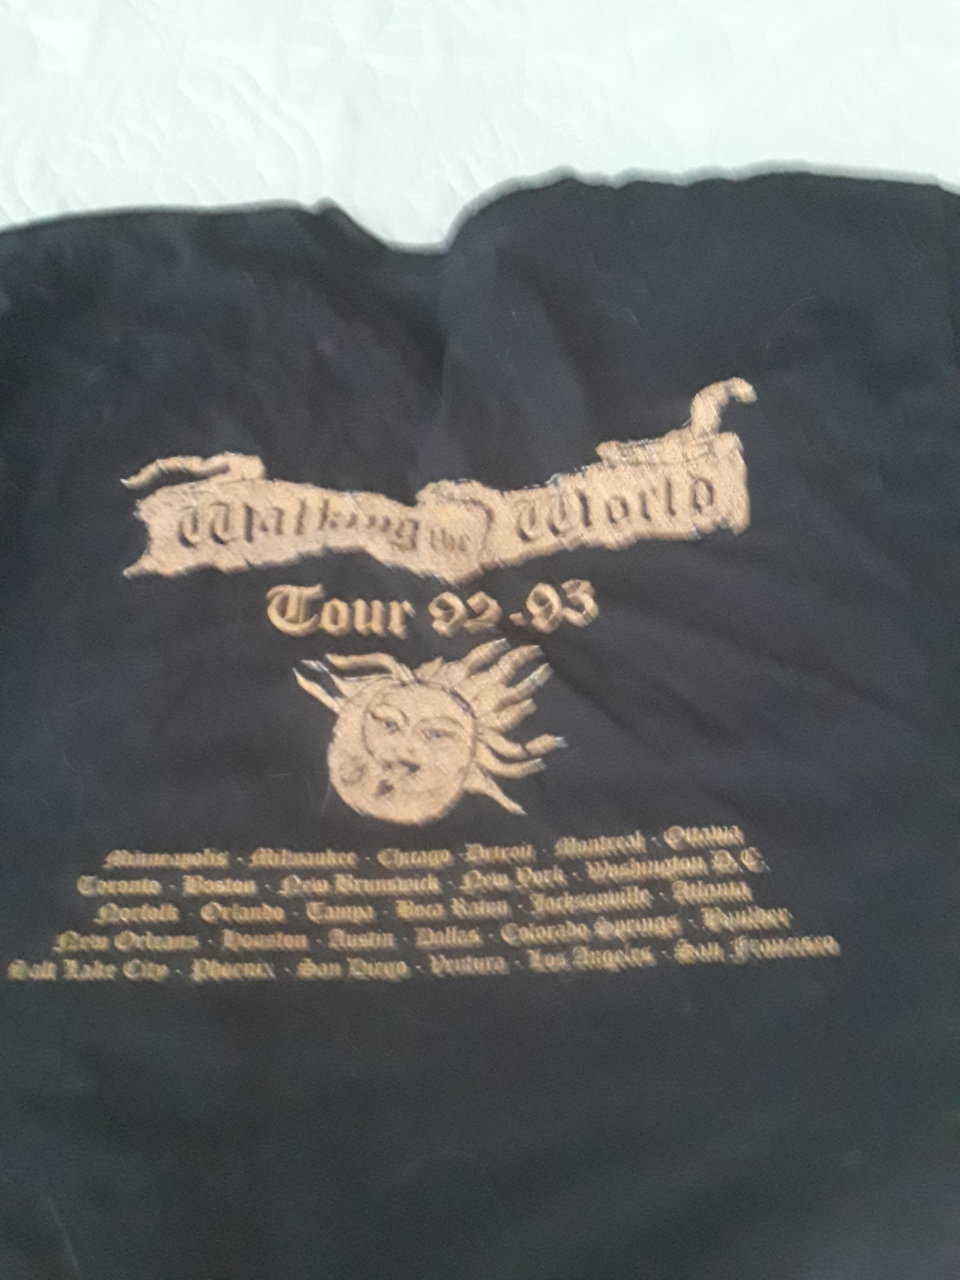 Walking the World
Tour 92-93
Minneapolis · Milwaukee · Chicago · Detroit · Montreal · Ottawa
Toronto · Boston · New Brunswick · New York · Washington D.C.
Norfolk · Orlando · Tampa · Boca Raton · Jacksonville · Atlanta
New Orleans · Houston · Austin · Dallas · Colorado Springs · Boulder
Salt Lake City · Phoenix · San Diego · Ventura · Los Angeles · San Francisco